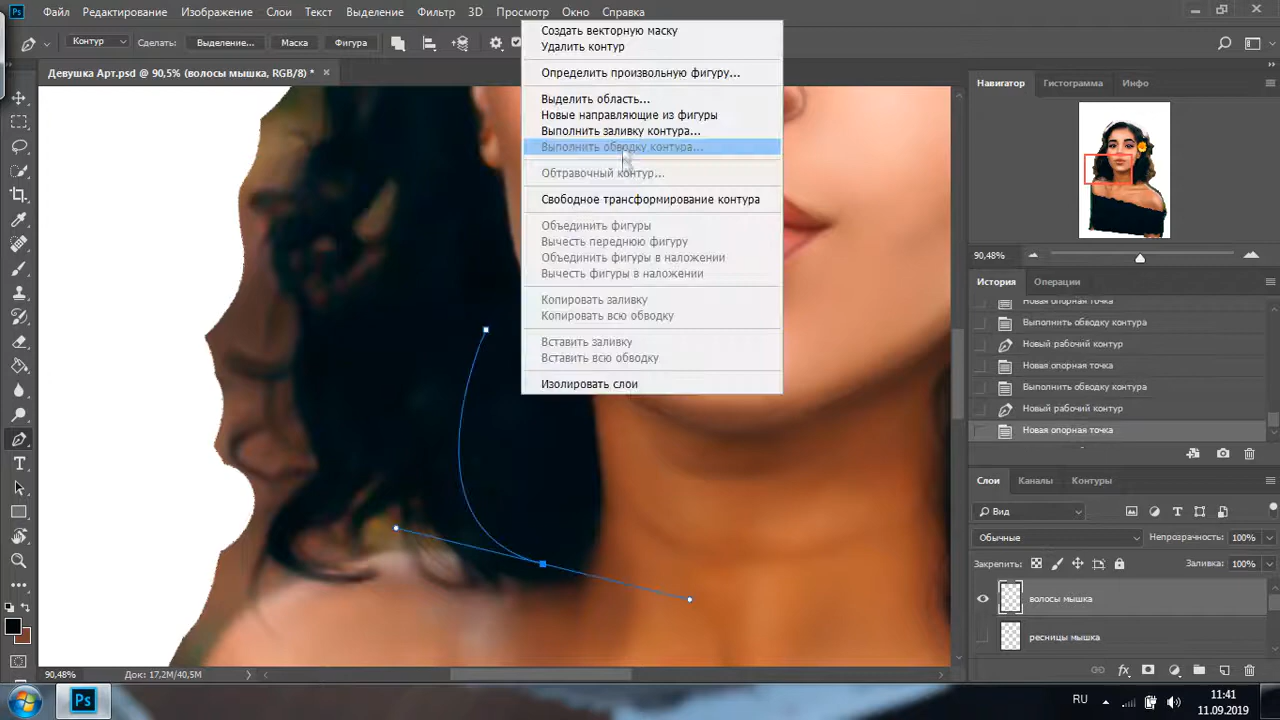 Ps Файл Редактирование Изображение Слои Текст Выделение Фильтр 3D Просмотр Окно Справка
Контур Сделать: Выделение... Маска Фигура
Девушка Арт.psd @ 90,5% (волосы мышка, RGB/8) * ×
Создать векторную маску
Удалить контур
Определить произвольную фигуру...
Выделить область...
Новые направляющие из фигуры
Выполнить заливку контура...
Выполнить обводку контура...
Обтравочный контур...
Свободное трансформирование контура
Объединить фигуры
Вычесть переднюю фигуру
Объединить фигуры в наложении
Вычесть фигуры в наложении
Копировать заливку
Копировать всю обводку
Вставить заливку
Вставить всю обводку
Изолировать слои
Навигатор Гистограмма Инфо
90,48%
История Операции
Новая опорная точка
Выполнить обводку контура
Новый рабочий контур
Новая опорная точка
Выполнить обводку контура
Новый рабочий контур
Новая опорная точка
Слои Каналы Контуры
Вид
Обычные Непрозрачность: 100%
Закрепить: Заливка: 100%
волосы мышка
ресницы мышка
fx
90,48% Док: 17,2M/40,5M
Ps
RU
11:41
11.09.2019